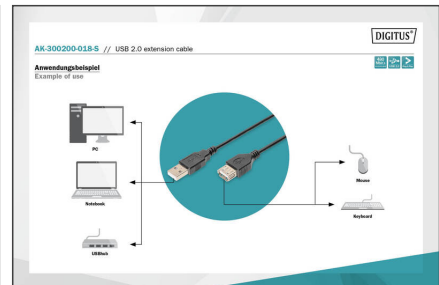 DIGITUS®
AK-300200-018-S // USB 2.0 extension cable
Anwendungsbeispiel
Example of use
PC
Notebook
USBhub
Mouse
Keyboard